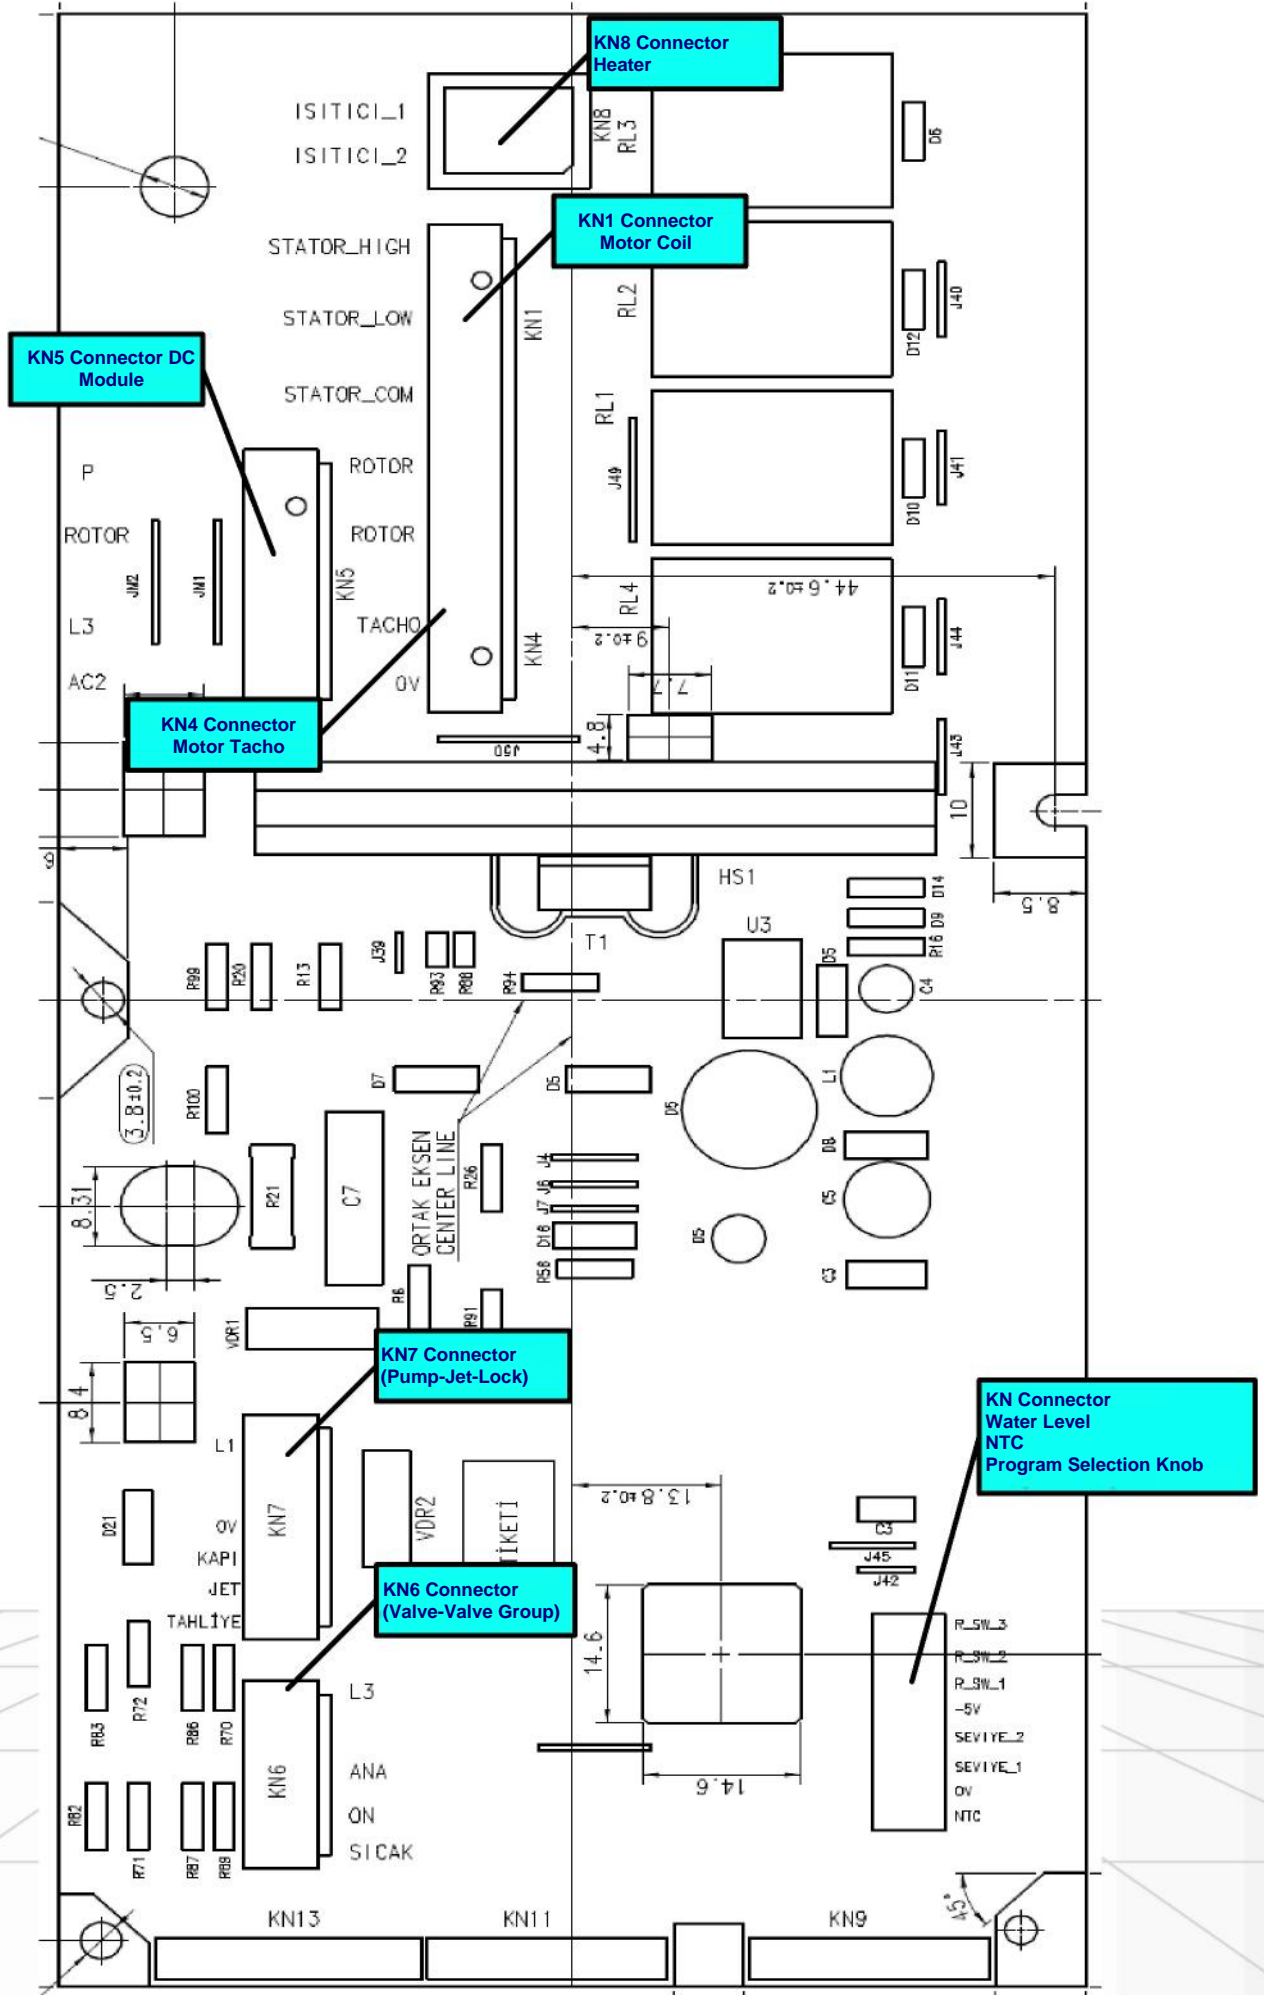 KN8 Connector
Heater
ISITICI_1
ISITICI_2
KN8
RL3
D6
KN1 Connector
Motor Coil
STATOR_HIGH
STATOR_LOW
STATOR_COM
ROTOR
ROTOR
TACHO
0V
KN1
KN4
RL2
D12
J40
KN5 Connector DC
Module
P
ROTOR
L3
AC2
JM2
JM1
KN5
RL1
J49
D10
J41
RL4
44.6±0.2
9±0.2
7.7
4.8
D11
J44
J43
KN4 Connector
Motor Tacho
J50
10
8.5
9
HS1
T1
U3
D14
D9
R16
D5
C4
R99
R20
R13
J39
R93
R88
R94
3.8±0.2
R100
D7
D5
D5
L1
D8
C5
C3
D5
8.31
2.5
6.5
8.4
R21
C7
ORTAK EKSEN
CENTER LINE
R26
J4
J6
J7
D16
R56
R6
R91
VDR1
KN7 Connector
(Pump-Jet-Lock)
KN Connector
Water Level
NTC
Program Selection Knob
L1
0V
KAPI
JET
TAHLİYE
KN7
D21
VDR2
TİKETİ
13.8±0.2
C3
J45
J42
KN6 Connector
(Valve-Valve Group)
14.6
14.6
R_SW_3
R_SW_2
R_SW_1
-5V
SEVIYE_2
SEVIYE_1
0V
NTC
R83
R72
R86
R70
R82
R71
R87
R69
L3
ANA
ON
SICAK
KN6
45°
KN13
KN11
KN9